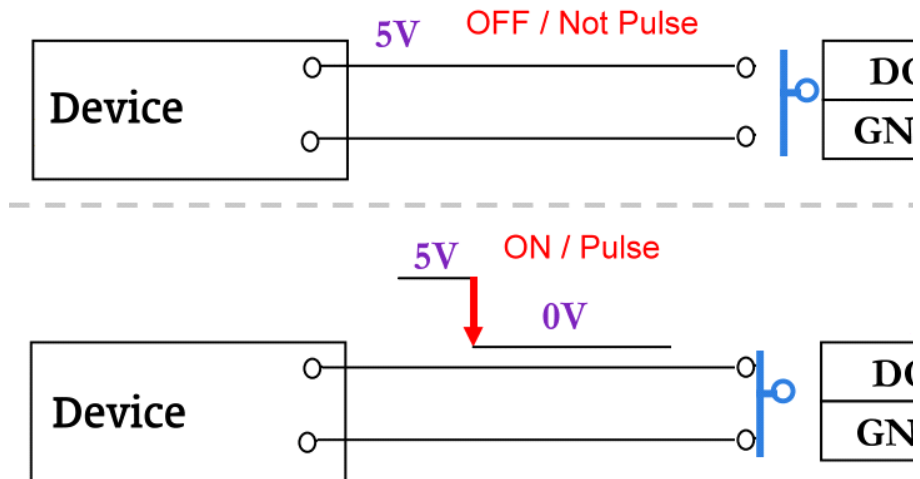 5V OFF / Not Pulse
Device
5V ON / Pulse
0V
Device